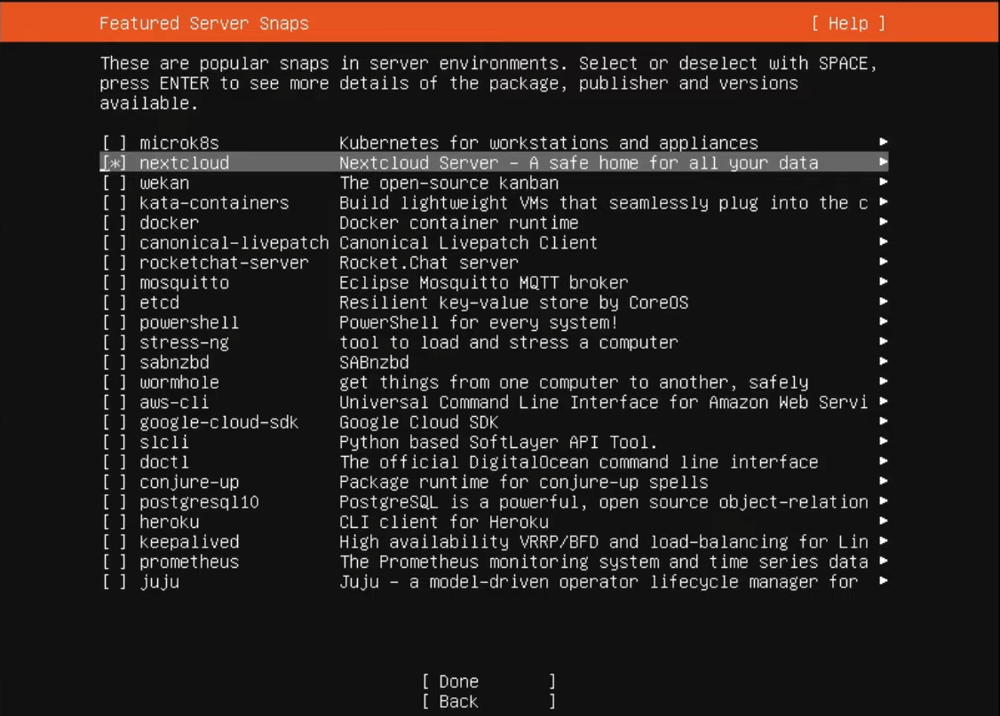 Featured Server Snaps [ Help ]
These are popular snaps in server environments. Select or deselect with SPACE,
press ENTER to see more details of the package, publisher and versions
available.
[ ] microk8s Kubernetes for workstations and appliances ▸
[*] nextcloud Nextcloud Server - A safe home for all your data ▸
[ ] wekan The open-source kanban ▸
[ ] kata-containers Build lightweight VMs that seamlessly plug into the c ▸
[ ] docker Docker container runtime ▸
[ ] canonical-livepatch Canonical Livepatch Client ▸
[ ] rocketchat-server Rocket.Chat server ▸
[ ] mosquitto Eclipse Mosquitto MQTT broker ▸
[ ] etcd Resilient key-value store by CoreOS ▸
[ ] powershell PowerShell for every system! ▸
[ ] stress-ng tool to load and stress a computer ▸
[ ] sabnzbd SABnzbd ▸
[ ] wormhole get things from one computer to another, safely ▸
[ ] aws-cli Universal Command Line Interface for Amazon Web Servi ▸
[ ] google-cloud-sdk Google Cloud SDK ▸
[ ] slcli Python based SoftLayer API Tool. ▸
[ ] doctl The official DigitalOcean command line interface ▸
[ ] conjure-up Package runtime for conjure-up spells ▸
[ ] postgresql10 PostgreSQL is a powerful, open source object-relation ▸
[ ] heroku CLI client for Heroku ▸
[ ] keepalived High availability VRRP/BFD and load-balancing for Lin ▸
[ ] prometheus The Prometheus monitoring system and time series data ▸
[ ] juju Juju - a model-driven operator lifecycle manager for ▸
[ Done ]
[ Back ]